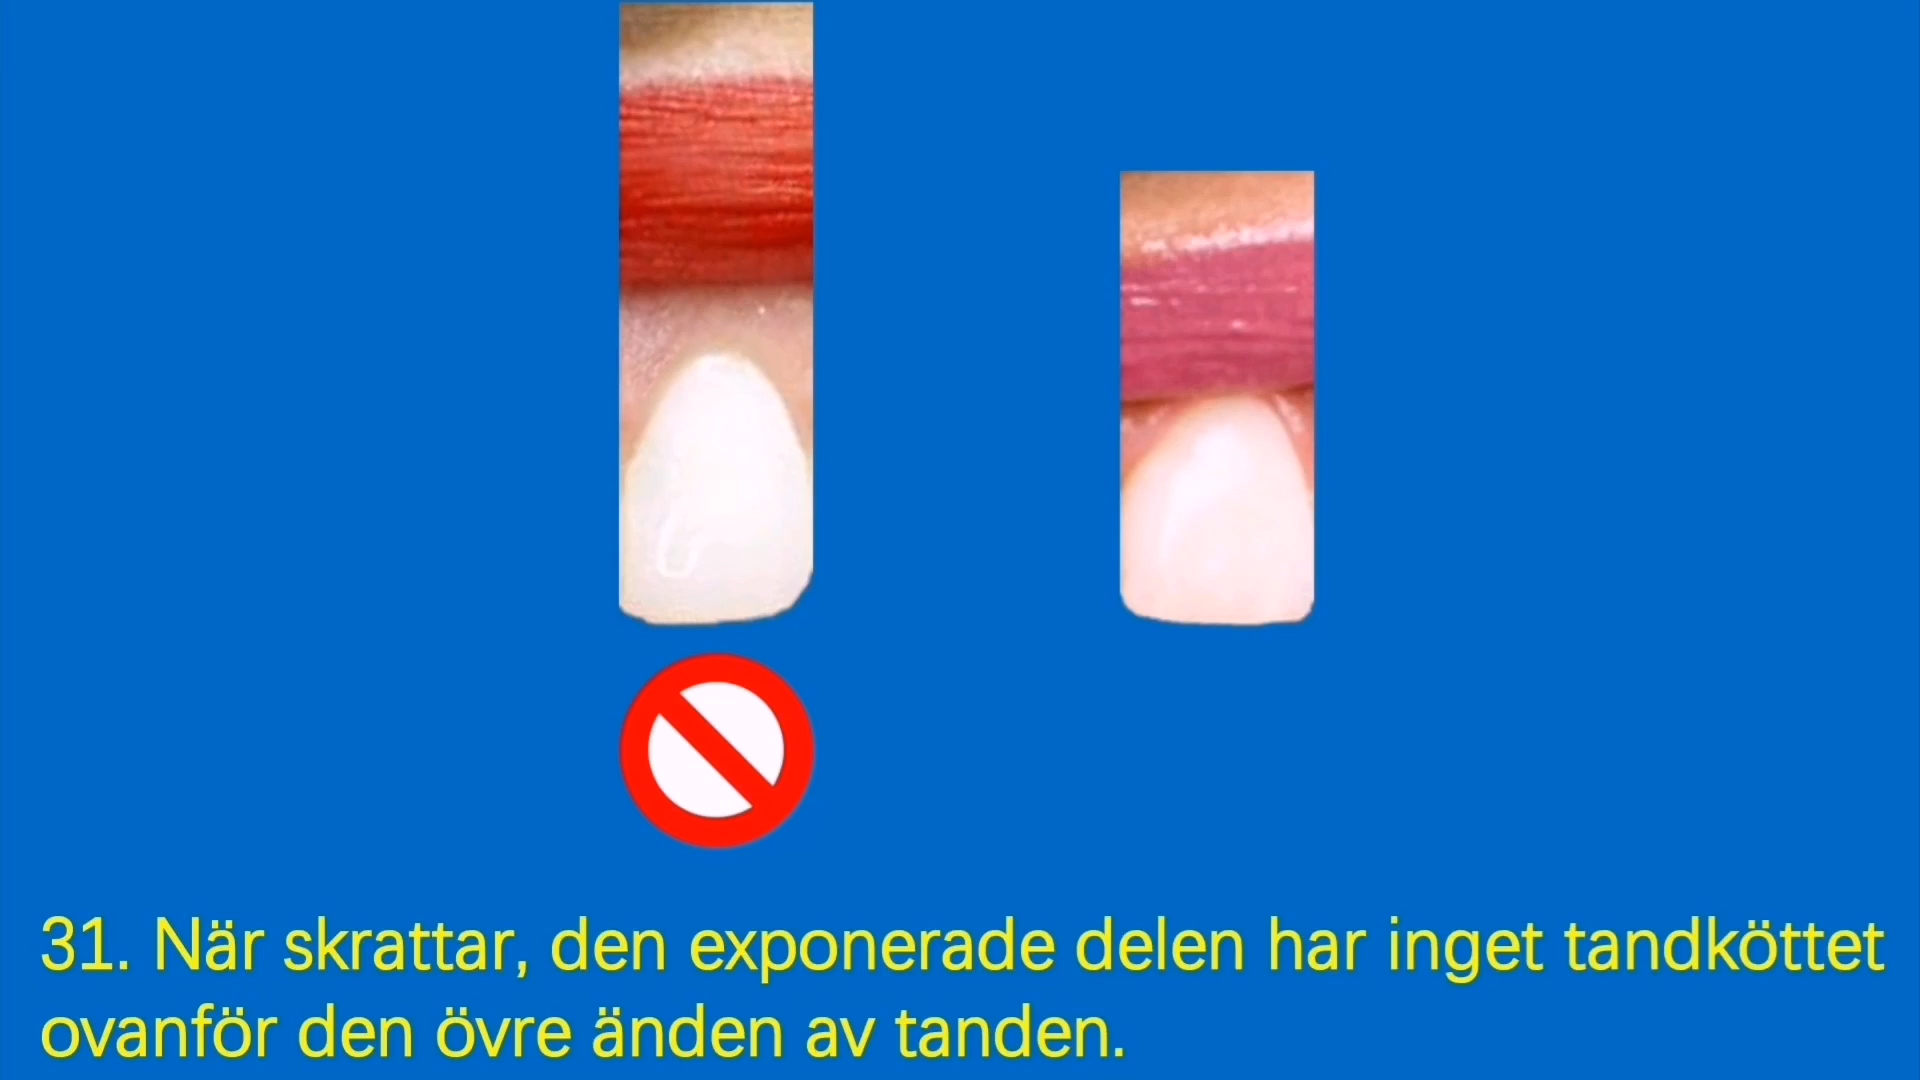 31. När skrattar, den exponerade delen har inget tandköttet
ovanför den övre änden av tanden.